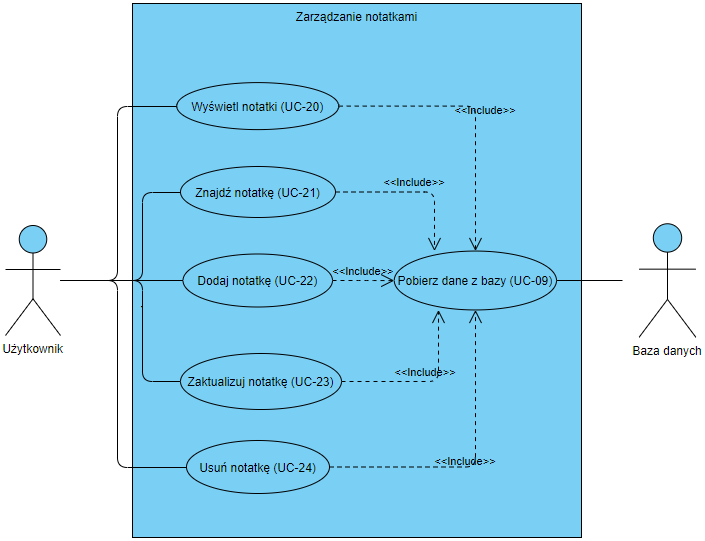 Zarządzanie notatkami
Wyświetl notatki (UC-20)
<<Include>>
Znajdź notatkę (UC-21)
<<Include>>
Dodaj notatkę (UC-22)
<<Include>>
Pobierz dane z bazy (UC-09)
Użytkownik
Baza danych
Zaktualizuj notatkę (UC-23)
<<Include>>
Usuń notatkę (UC-24)
<<Include>>